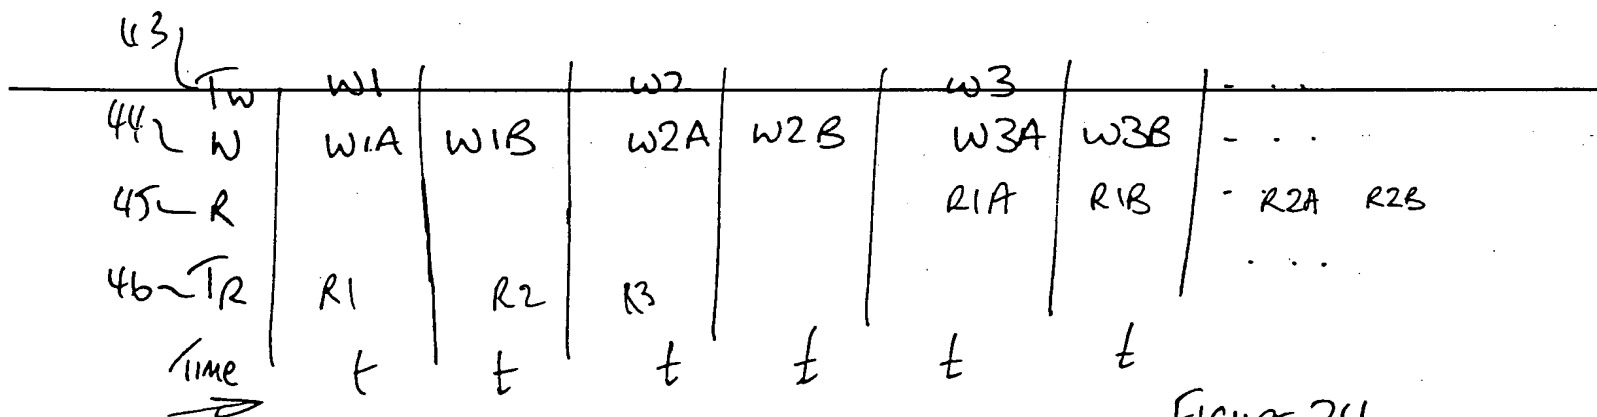 43
Tw W1 W2 W3 - . . .
44 W W1A W1B W2A W2B W3A W3B - . . .
45 R R1A R1B - R2A R2B
. . .
46 TR R1 R2 R3
Time t t t t t t